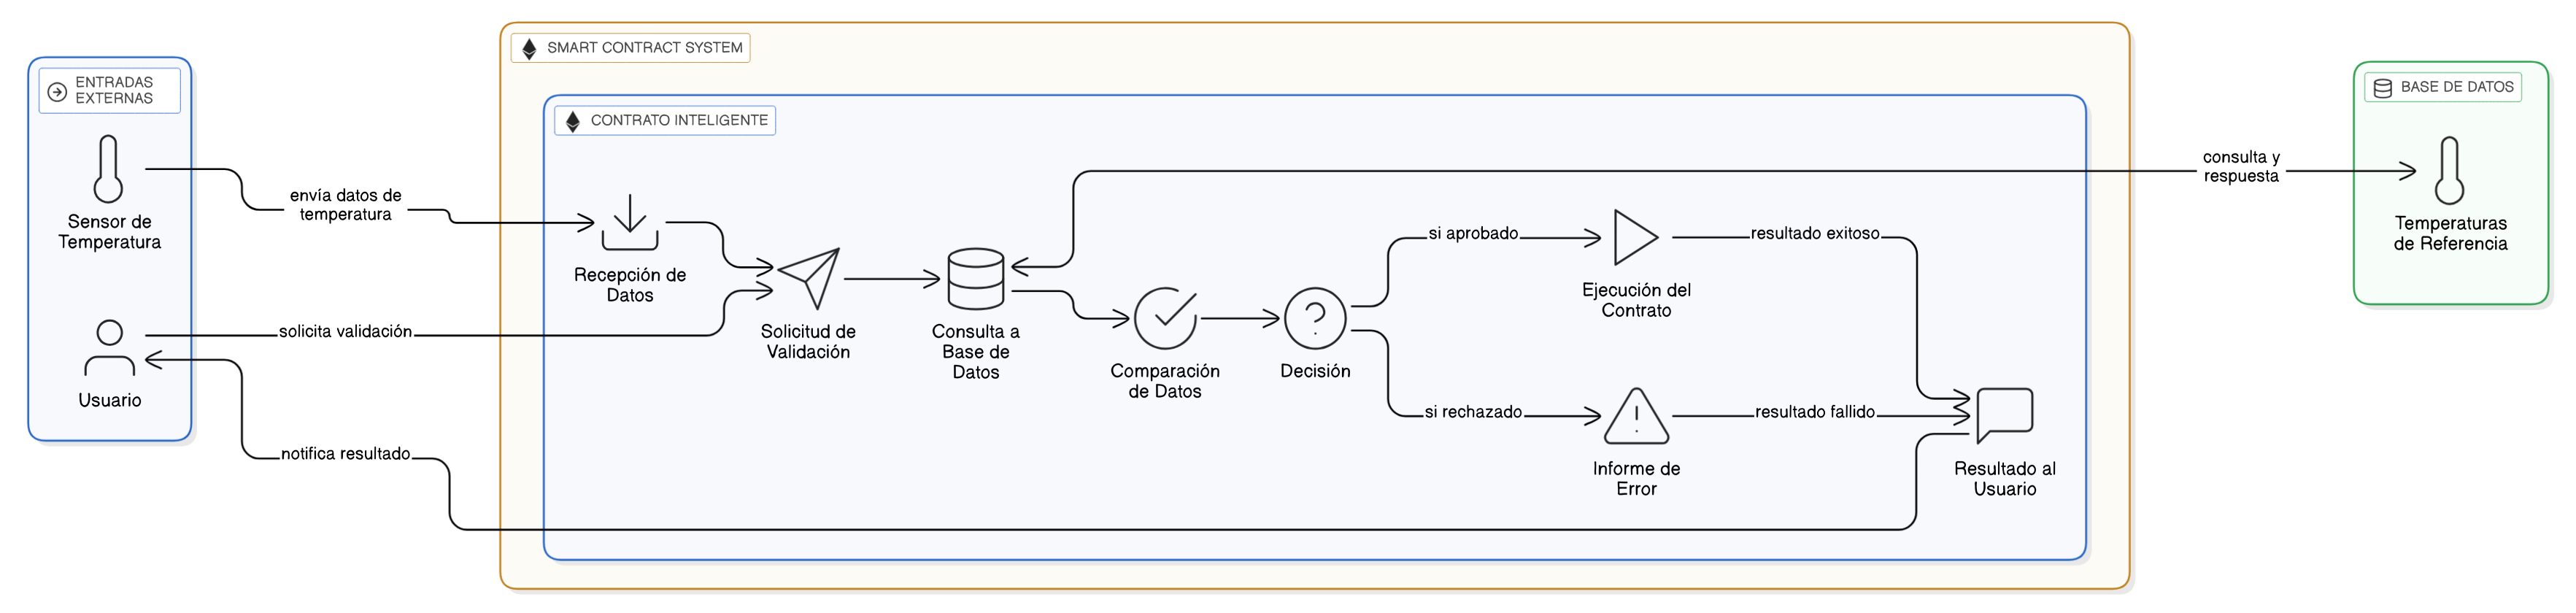 SMART CONTRACT SYSTEM
ENTRADAS
EXTERNAS
BASE DE DATOS
CONTRATO INTELIGENTE
consulta y
respuesta
envía datos de
temperatura
Sensor de
Temperatura
Temperaturas
de Referencia
si aprobado
resultado exitoso
Recepción de
Datos
Ejecución del
Contrato
solicita validación
Solicitud de
Validación
Consulta a
Base de
Datos
Comparación
de Datos
Decisión
Usuario
si rechazado
resultado fallido
notifica resultado
Informe de
Error
Resultado al
Usuario